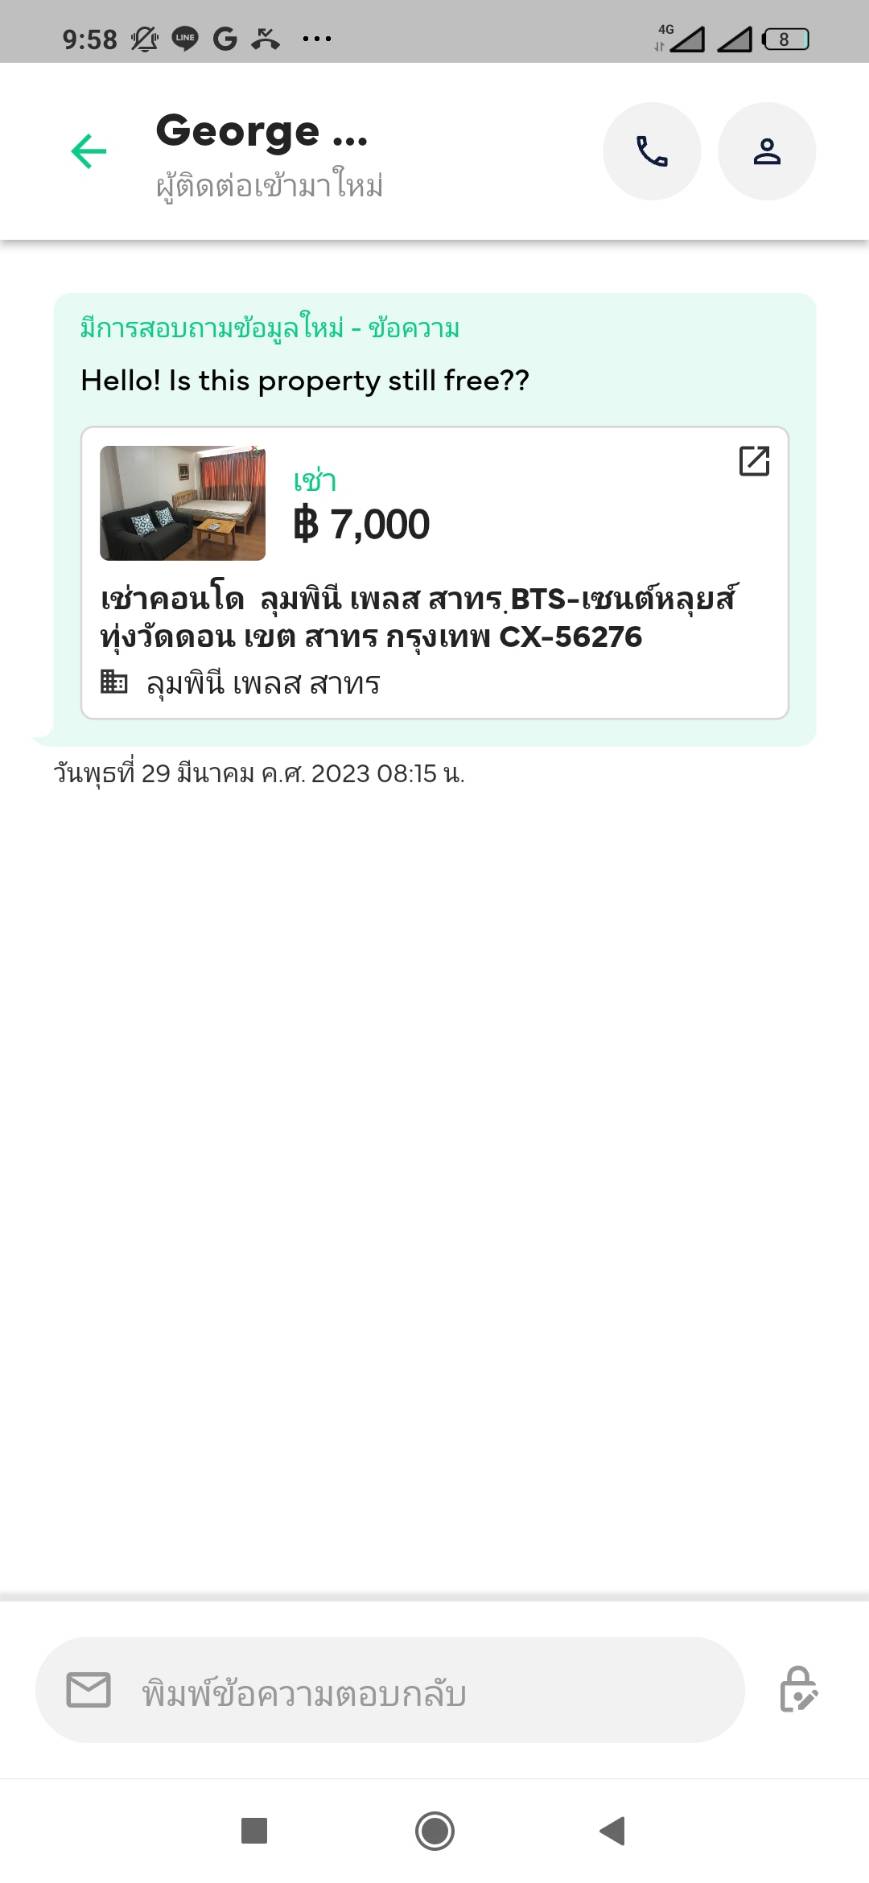 9:58
LINE
4G
8
George ...
ผู้ติดต่อเข้ามาใหม่
มีการสอบถามข้อมูลใหม่ - ข้อความ
Hello! Is this property still free??
เช่า
฿ 7,000
เช่าคอนโด ลุมพินี เพลส สาทร ฺBTS-เซนต์หลุยส์
ทุ่งวัดดอน เขต สาทร กรุงเทพ CX-56276
ลุมพินี เพลส สาทร
วันพุธที่ 29 มีนาคม ค.ศ. 2023 08:15 น.
พิมพ์ข้อความตอบกลับ